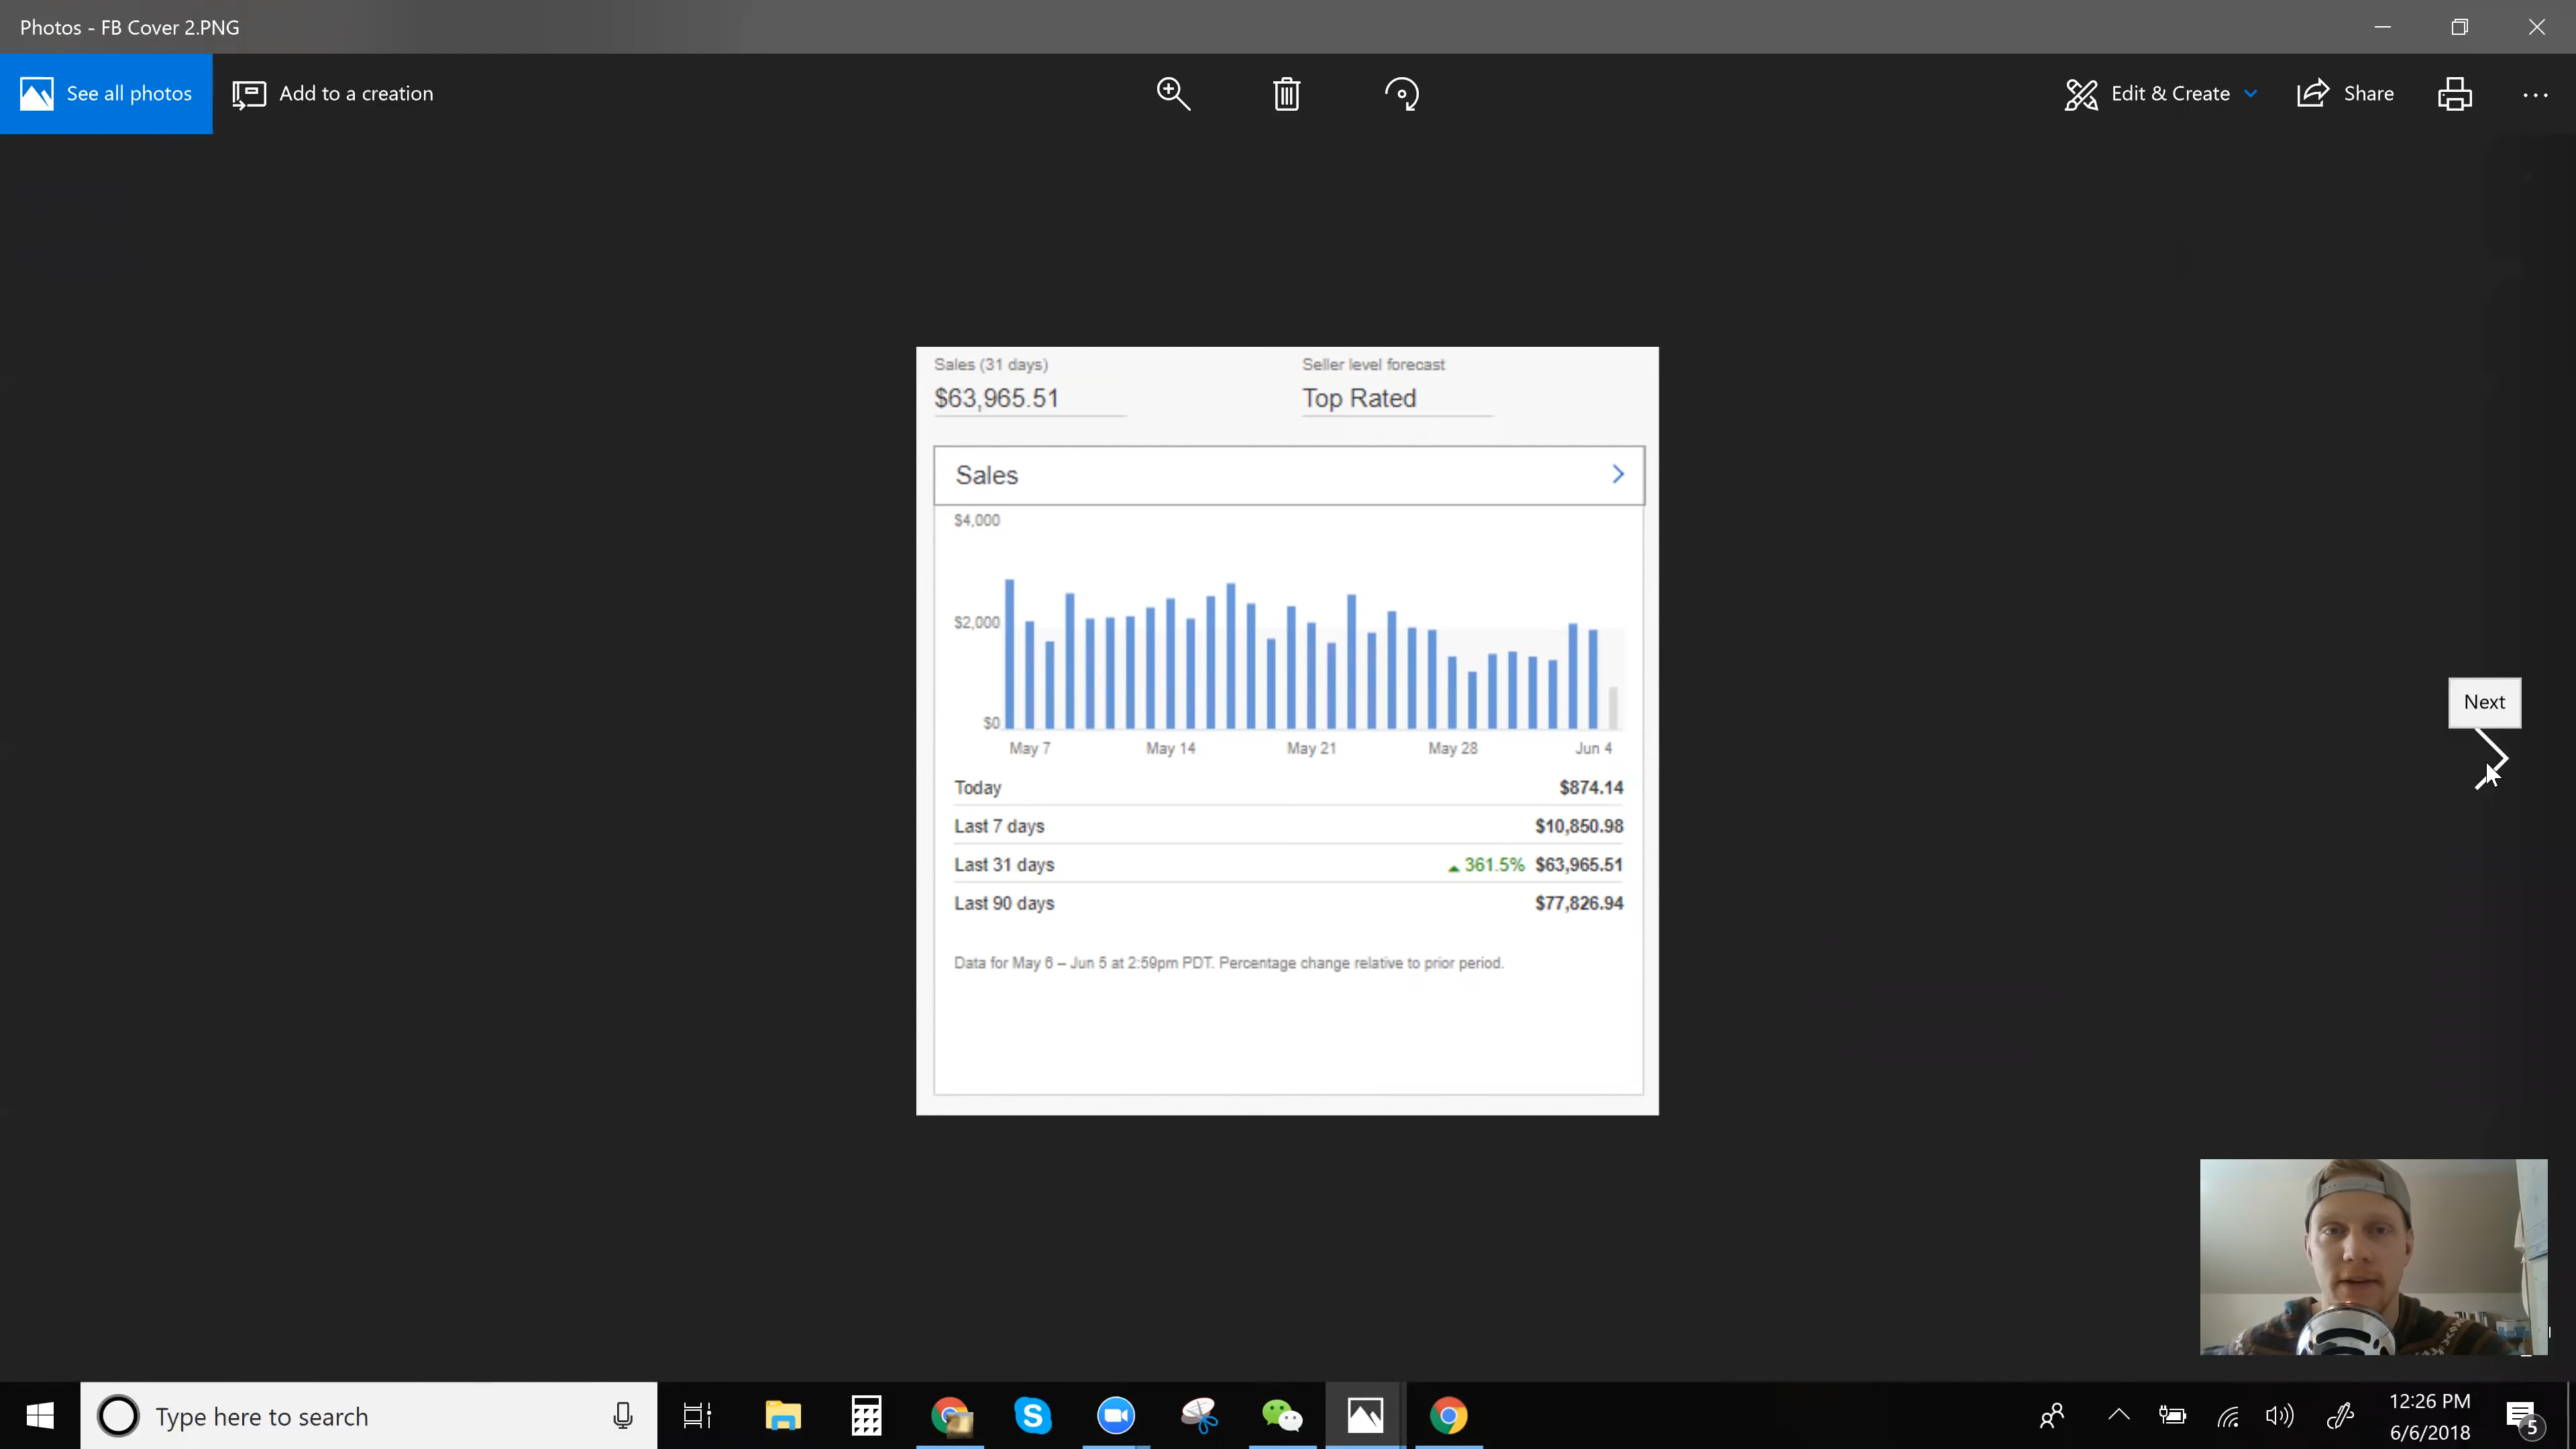 Photos - FB Cover 2.PNG
See all photos
Add to a creation
Edit & Create
Share
Sales (31 days)
Seller level forecast
$63,965.51
Top Rated
Sales
$4,000
$2,000
$0
May 7
May 14
May 21
May 28
Jun 4
Today
$874.14
Last 7 days
$10,850.98
Last 31 days
361.5% $63,965.51
Last 90 days
$77,826.94
Data for May 6 – Jun 5 at 2:59pm PDT. Percentage change relative to prior period.
Next
Type here to search
12:26 PM
6/6/2018
5